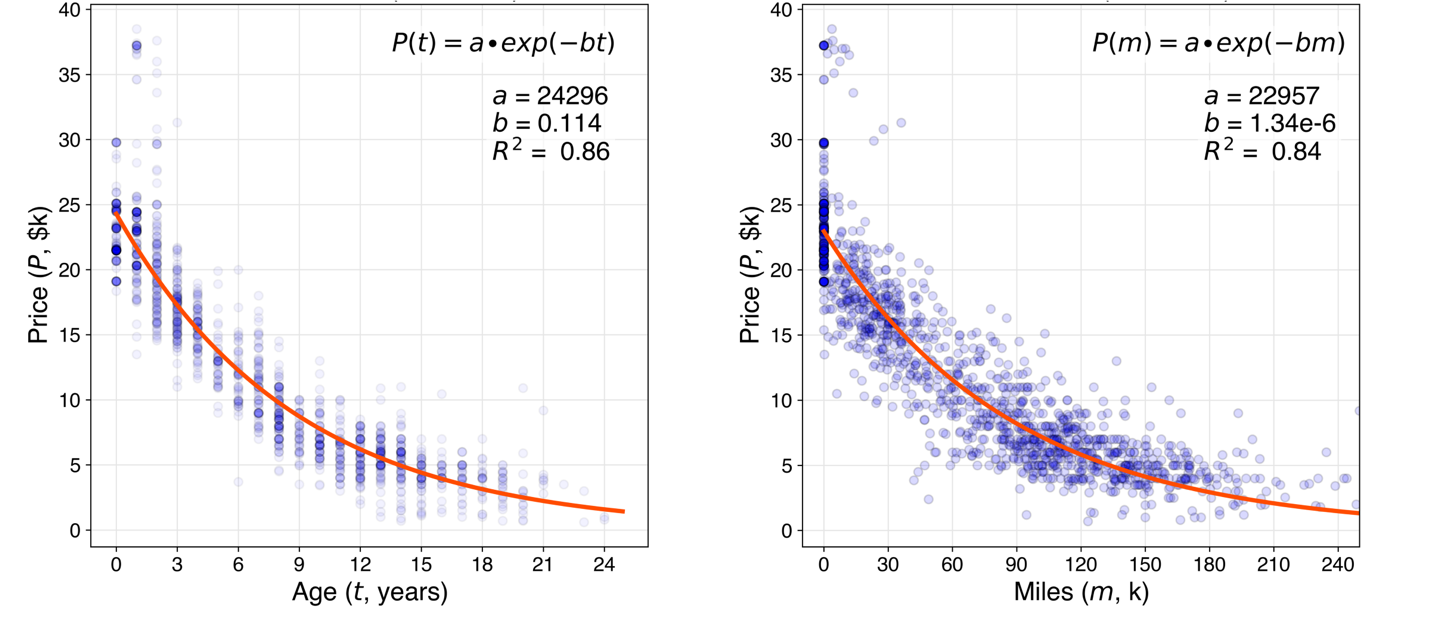 P(t) = a•exp(−bt)
a = 24296
b = 0.114
R² = 0.86
40
35
30
25
20
15
10
5
0
Price (P, $k)
0 3 6 9 12 15 18 21 24
Age (t, years)
P(m) = a•exp(−bm)
a = 22957
b = 1.34e-6
R² = 0.84
40
35
30
25
20
15
10
5
0
Price (P, $k)
0 30 60 90 120 150 180 210 240
Miles (m, k)